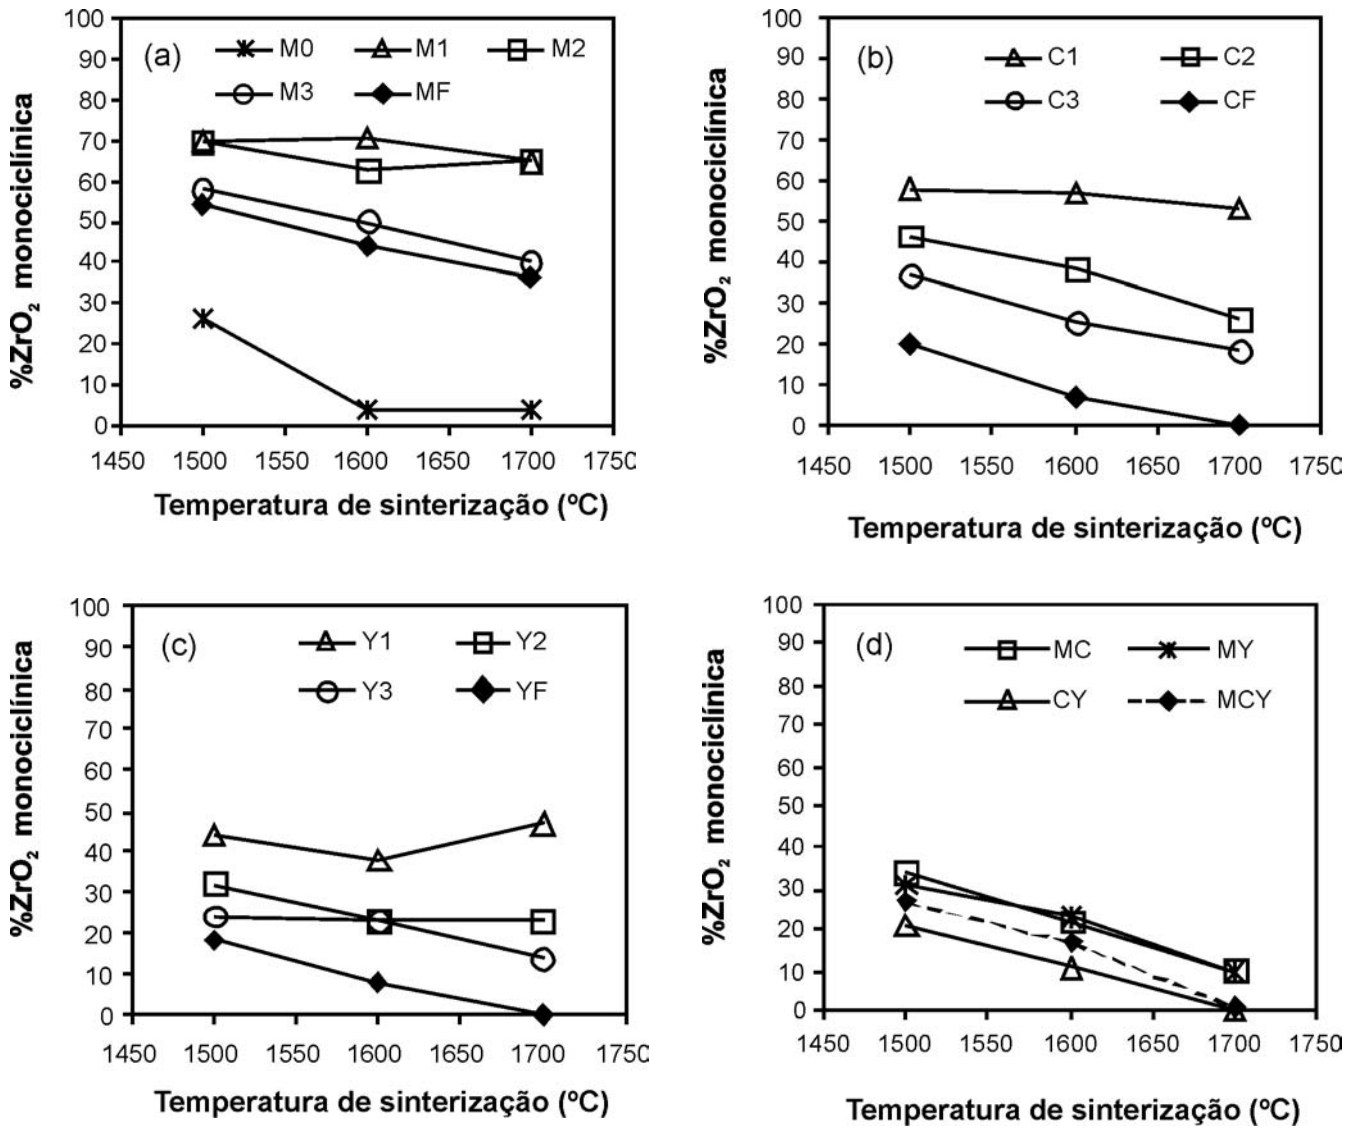 (a)
M0 M1 M2
M3 MF
%ZrO₂ monociclínica
100
90
80
70
60
50
40
30
20
10
0
1450 1500 1550 1600 1650 1700 1750
Temperatura de sinterização (ºC)
(b)
C1 C2
C3 CF
%ZrO₂ monociclínica
100
90
80
70
60
50
40
30
20
10
0
1450 1500 1550 1600 1650 1700 1750
Temperatura de sinterização (ºC)
(c)
Y1 Y2
Y3 YF
%ZrO₂ monociclínica
100
90
80
70
60
50
40
30
20
10
0
1450 1500 1550 1600 1650 1700 1750
Temperatura de sinterização (ºC)
(d)
MC MY
CY MCY
%ZrO₂ monociclínica
100
90
80
70
60
50
40
30
20
10
0
1450 1500 1550 1600 1650 1700 1750
Temperatura de sinterização (ºC)